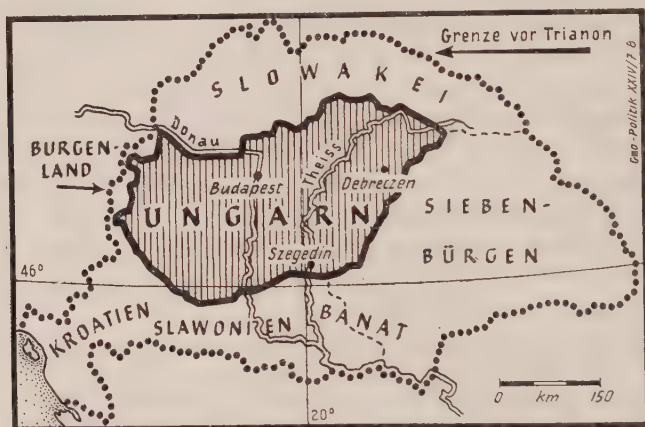 Grenze vor Trianon
SLOWAKEI
Donau
BURGEN-
LAND
Theiss
Budapest
Debreczen
UNGARN
SIEBEN-
BÜRGEN
Szegedin
46°
KROATIEN
SLAWONIEN
BANAT
0 km 150
20°
Geo-Politik XXIV/7 8